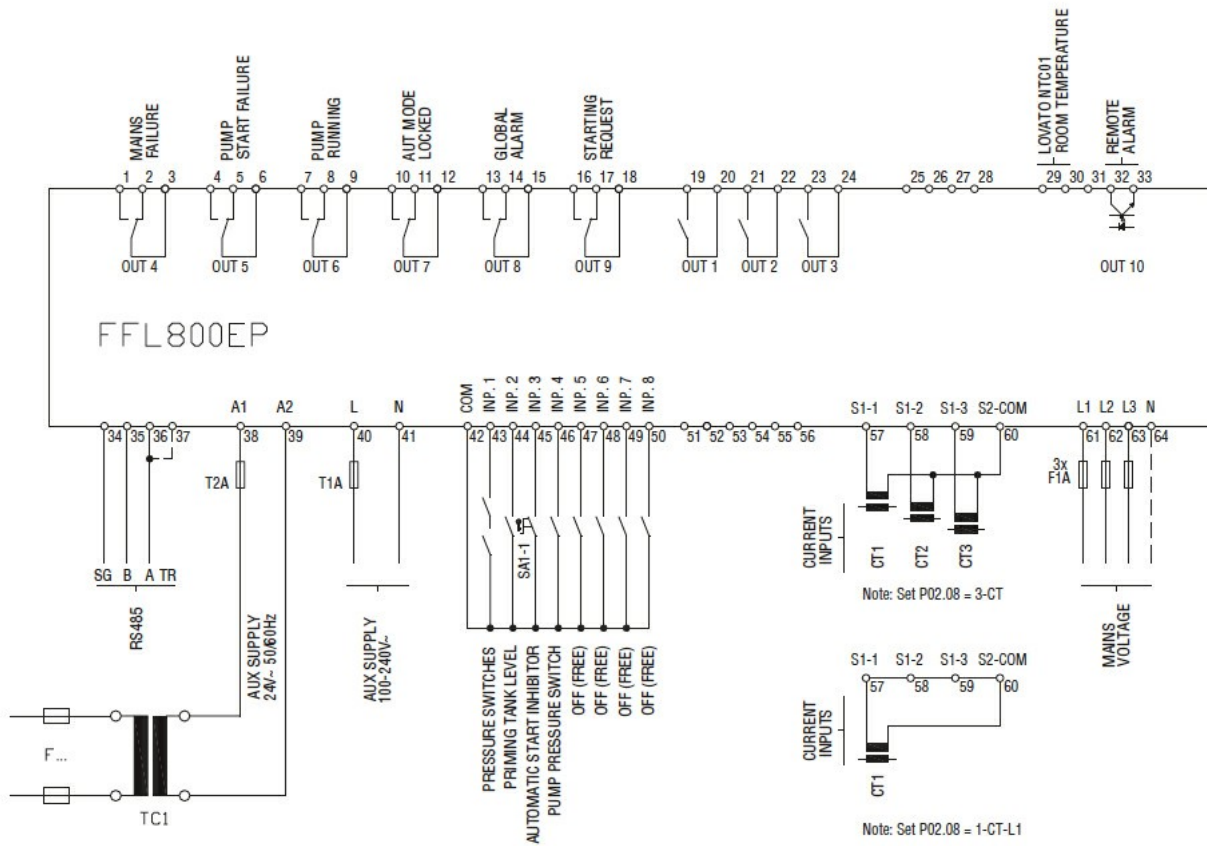 MAINS
FAILURE
PUMP
START FAILURE
PUMP
RUNNING
AUT MODE
LOCKED
GLOBAL
ALARM
STARTING
REQUEST
LOVATO NTC01
ROOM TEMPERATURE
REMOTE
ALARM
1 2 3 4 5 6 7 8 9 10 11 12 13 14 15 16 17 18 19 20 21 22 23 24 25 26 27 28 29 30 31 32 33
OUT 4 OUT 5 OUT 6 OUT 7 OUT 8 OUT 9 OUT 1 OUT 2 OUT 3 OUT 10
FFL800EP
A1 A2 L N COM INP. 1 INP. 2 INP. 3 INP. 4 INP. 5 INP. 6 INP. 7 INP. 8 S1-1 S1-2 S1-3 S2-COM L1 L2 L3 N
34 35 36 37 38 39 40 41 42 43 44 45 46 47 48 49 50 51 52 53 54 55 56 57 58 59 60 61 62 63 64
T2A T1A
3x
F1A
SA1-1
CURRENT
INPUTS
CT1 CT2 CT3
Note: Set P02.08 = 3-CT
SG B A TR
RS485
AUX SUPPLY
24V~ 50/60Hz
AUX SUPPLY
100-240V~
PRESSURE SWITCHES
PRIMING TANK LEVEL
AUTOMATIC START INHIBITOR
PUMP PRESSURE SWITCH
OFF (FREE)
OFF (FREE)
OFF (FREE)
OFF (FREE)
MAINS
VOLTAGE
S1-1 S1-2 S1-3 S2-COM
57 58 59 60
CURRENT
INPUTS
CT1
Note: Set P02.08 = 1-CT-L1
F...
TC1